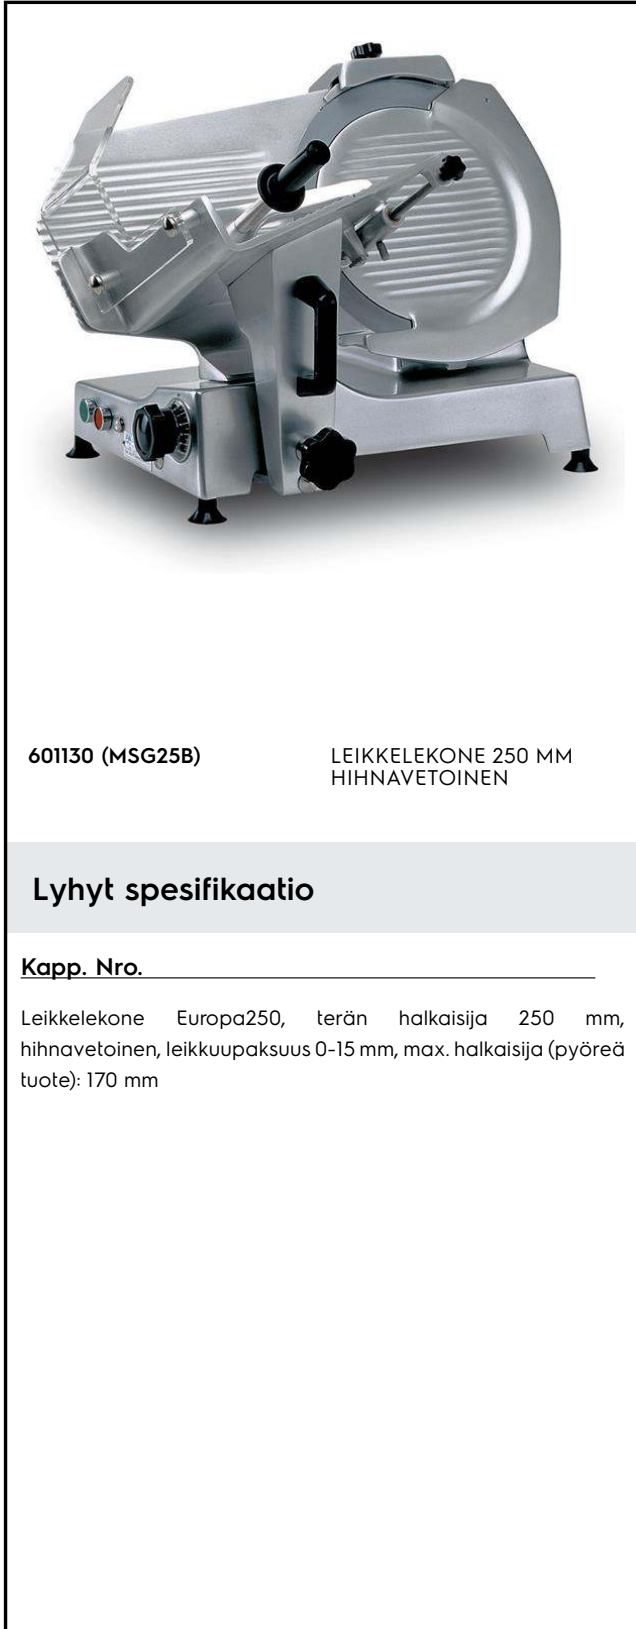 601130 (MSG25B)
LEIKKELEKONE 250 MM
HIHNAVETOINEN
Lyhyt spesifikaatio
Kapp. Nro.
Leikkelekone Europa250, terän halkaisija 250 mm,
hihnavetoinen, leikkuupaksuus 0-15 mm, max. halkaisija (pyöreä
tuote): 170 mm